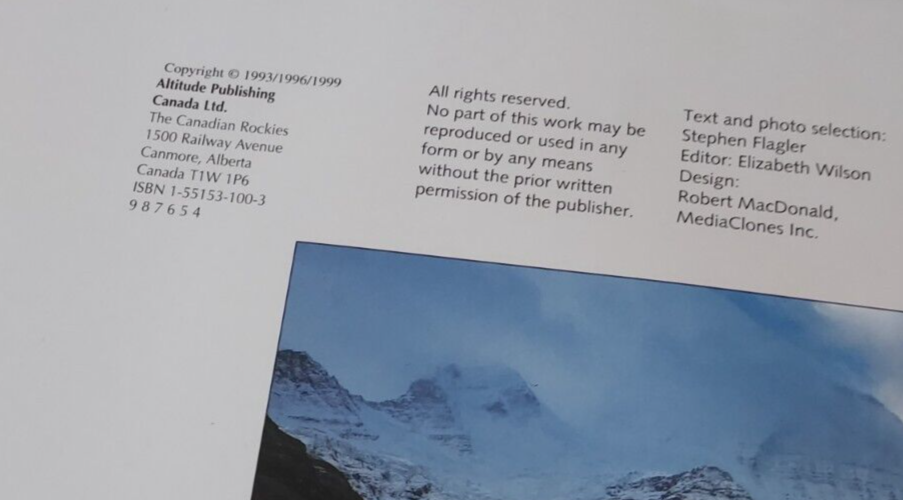 Copyright © 1993/1996/1999
Altitude Publishing
Canada Ltd.
The Canadian Rockies
1500 Railway Avenue
Canmore, Alberta
Canada T1W 1P6
ISBN 1-55153-100-3
9 8 7 6 5 4
All rights reserved.
No part of this work may be
reproduced or used in any
form or by any means
without the prior written
permission of the publisher.
Text and photo selection:
Stephen Flagler
Editor: Elizabeth Wilson
Design:
Robert MacDonald,
MediaClones Inc.